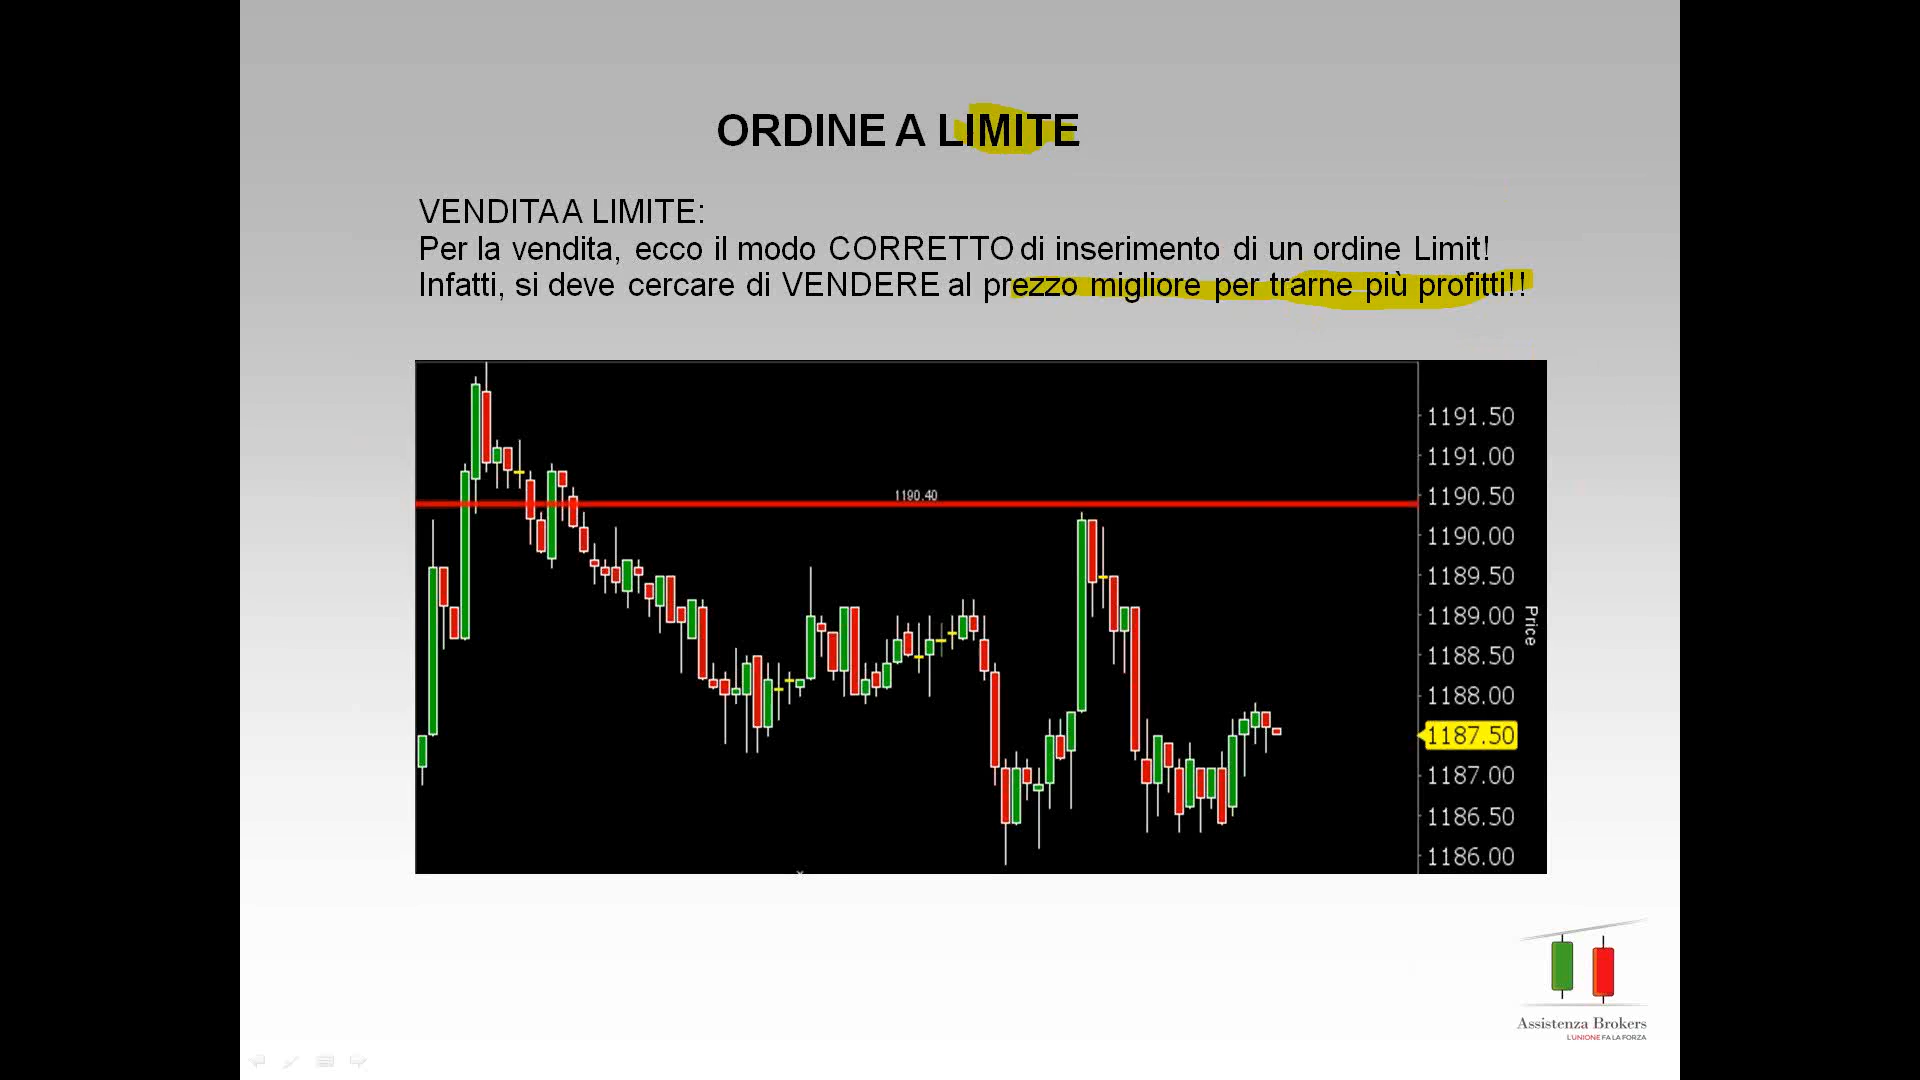 ORDINE A LIMITE
VENDITA A LIMITE:
Per la vendita, ecco il modo CORRETTO di inserimento di un ordine Limit!
Infatti, si deve cercare di VENDERE al prezzo migliore per trarne più profitti!!
1191.50
1191.00
1190.40
1190.50
1190.00
1189.50
1189.00
Price
1188.50
1188.00
1187.50
1187.00
1186.50
1186.00
Assistenza Brokers
L'UNIONE FA LA FORZA